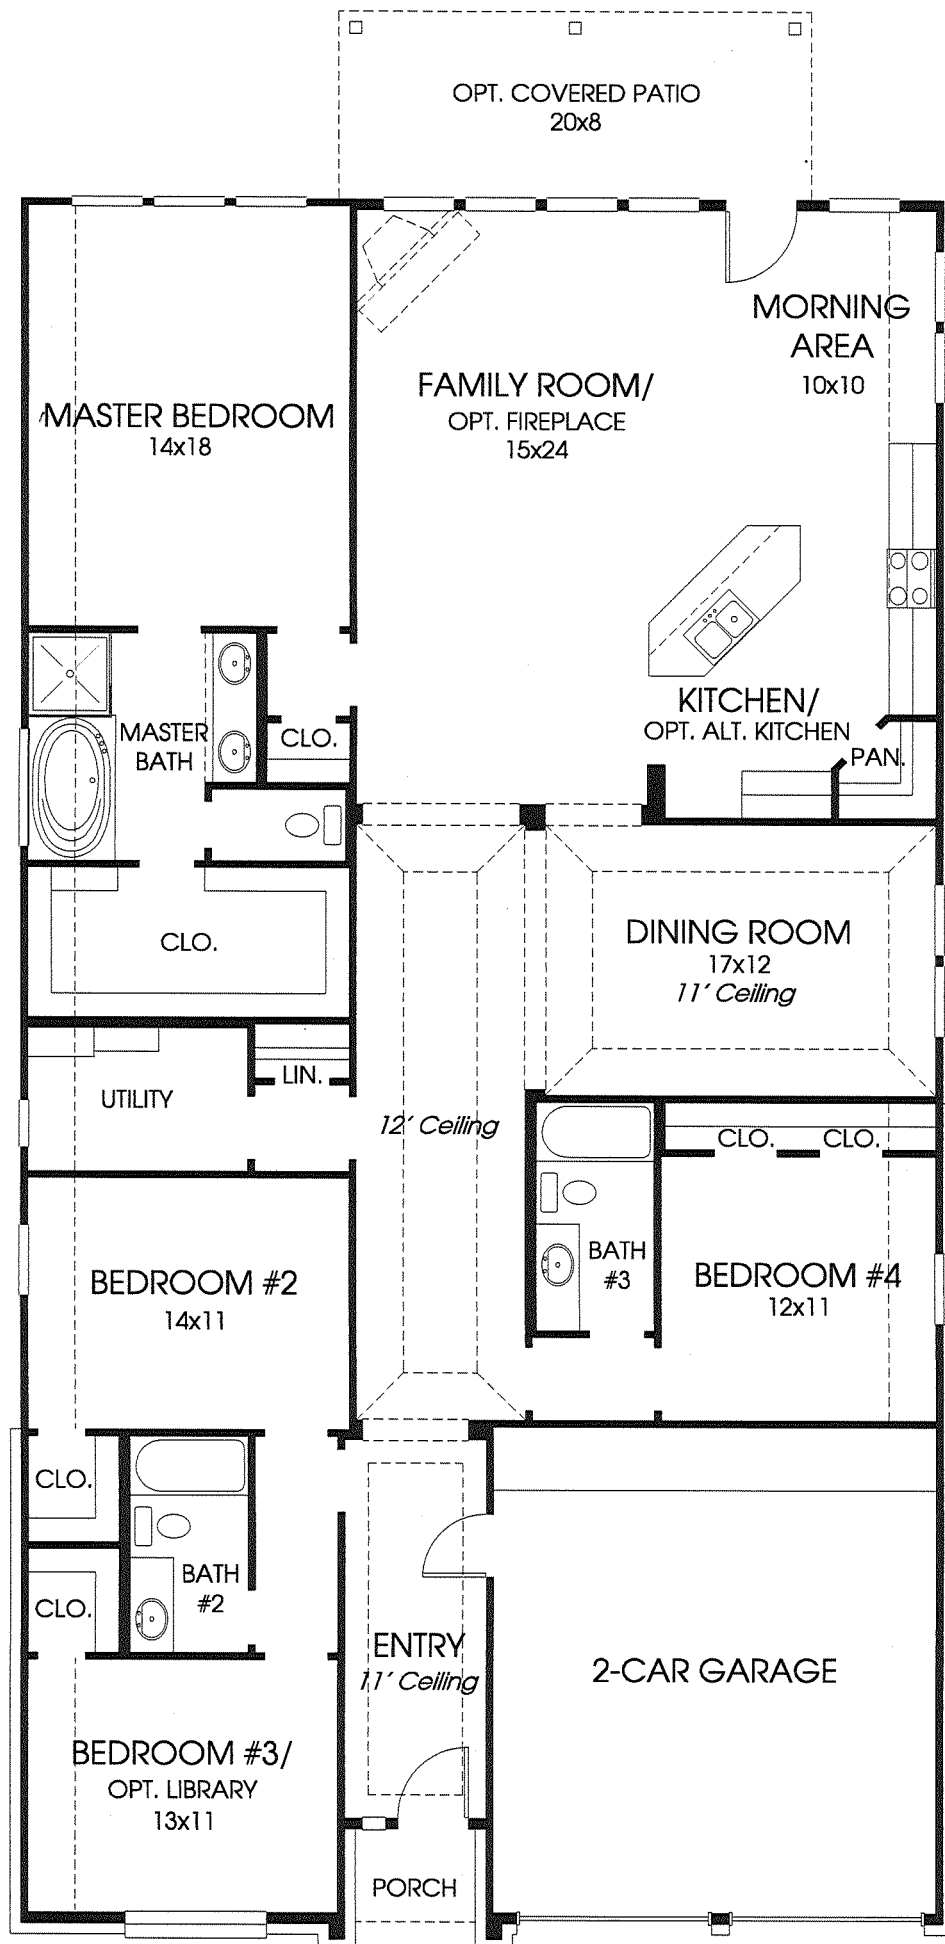 OPT. COVERED PATIO
20x8
MORNING
AREA
10x10
FAMILY ROOM/
OPT. FIREPLACE
15x24
MASTER BEDROOM
14x18
KITCHEN/
OPT. ALT. KITCHEN
PAN.
MASTER
BATH
CLO.
CLO.
DINING ROOM
17x12
11' Ceiling
UTILITY
LIN.
12' Ceiling
CLO.
CLO.
BATH
#3
BEDROOM #4
12x11
BEDROOM #2
14x11
CLO.
BATH
#2
CLO.
ENTRY
11' Ceiling
2-CAR GARAGE
BEDROOM #3/
OPT. LIBRARY
13x11
PORCH